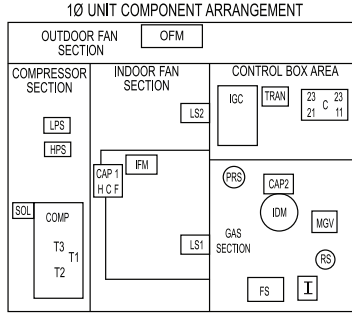 1Ø UNIT COMPONENT ARRANGEMENT
OUTDOOR FAN
SECTION
OFM
COMPRESSOR
SECTION
LPS
HPS
SOL
COMP
T3
T1
T2
INDOOR FAN
SECTION
LS2
IFM
CAP 1
H C F
LS1
CONTROL BOX AREA
IGC
TRAN
23 23
C
21 11
PRS
CAP2
IDM
MGV
GAS
SECTION
RS
FS
I